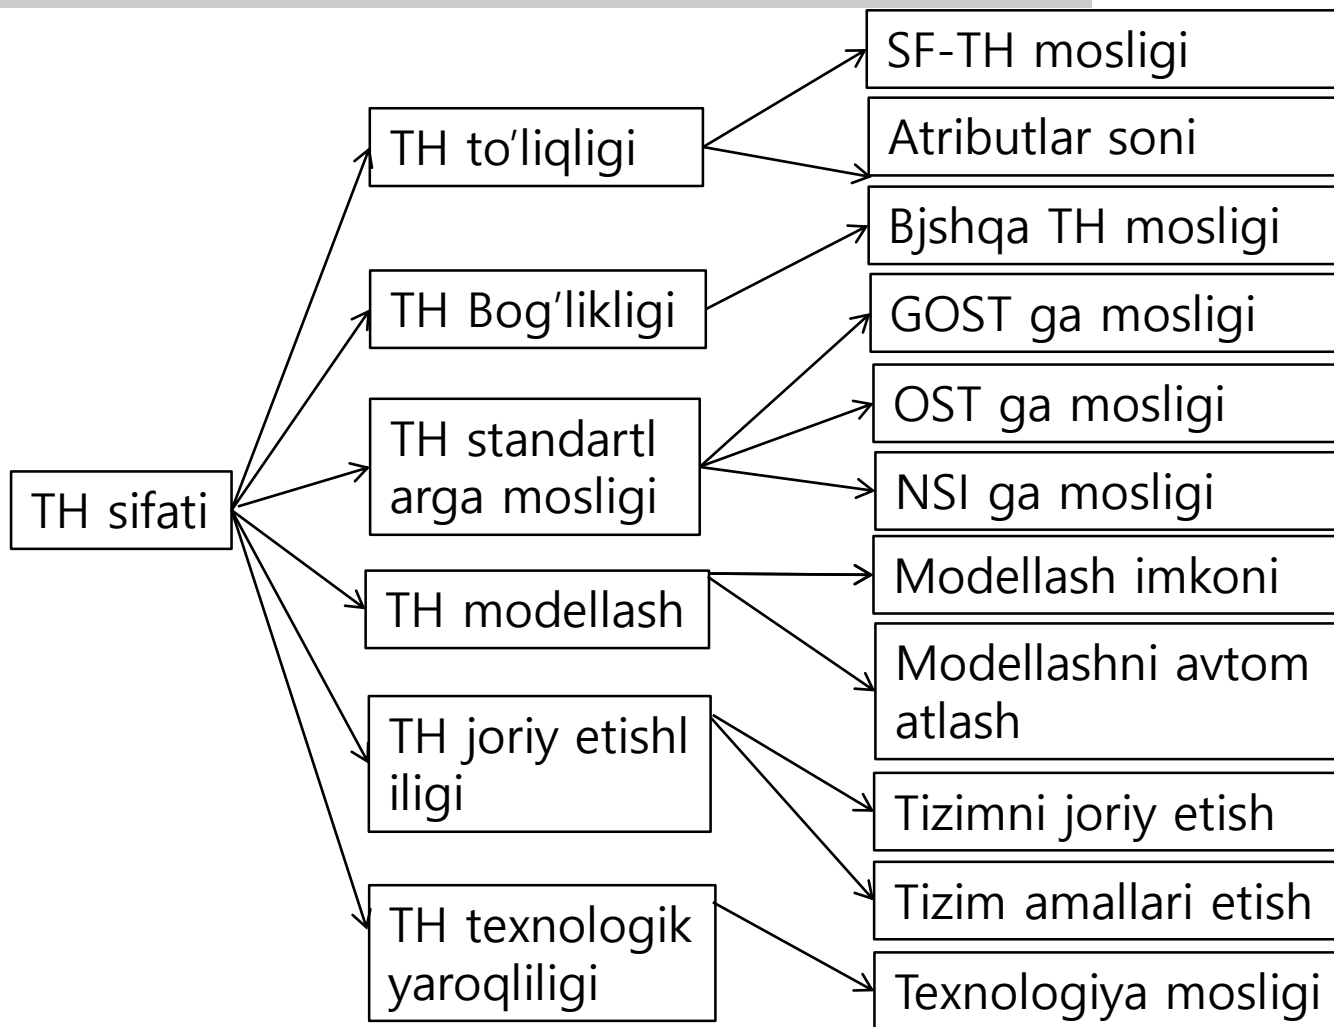 TH sifati
TH to’liqligi
TH Bog’likligi
TH standartl
arga mosligi
TH modellash
TH joriy etishl
iligi
TH texnologik
yaroqliligi
SF-TH mosligi
Atributlar soni
Bjshqa TH mosligi
GOST ga mosligi
OST ga mosligi
NSI ga mosligi
Modellash imkoni
Modellashni avtom
atlash
Tizimni joriy etish
Tizim amallari etish
Texnologiya mosligi